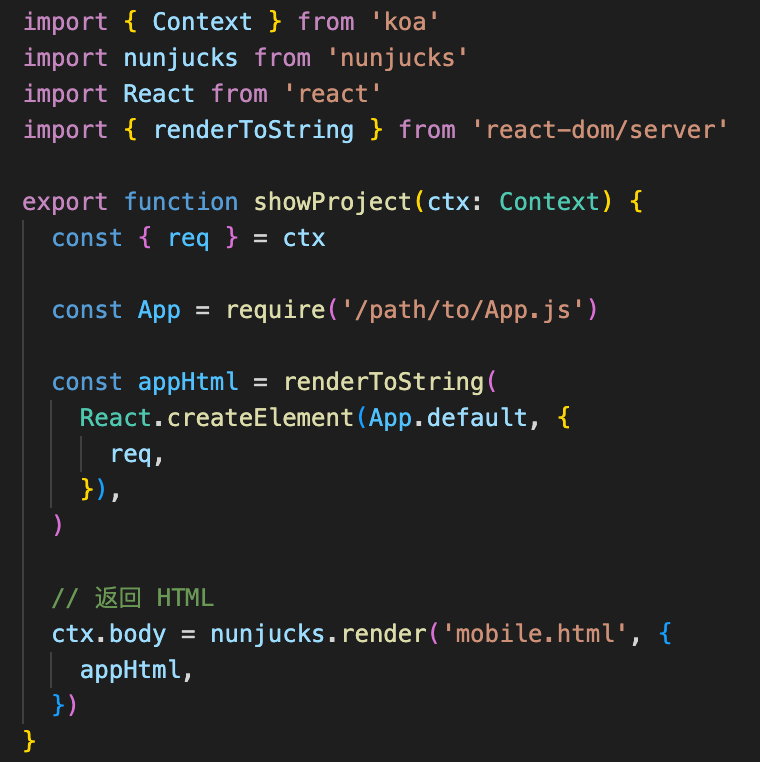 import { Context } from 'koa'
import nunjucks from 'nunjucks'
import React from 'react'
import { renderToString } from 'react-dom/server'

export function showProject(ctx: Context) {
  const { req } = ctx

  const App = require('/path/to/App.js')

  const appHtml = renderToString(
    React.createElement(App.default, {
      req,
    }),
  )

  // 返回 HTML
  ctx.body = nunjucks.render('mobile.html', {
    appHtml,
  })
}